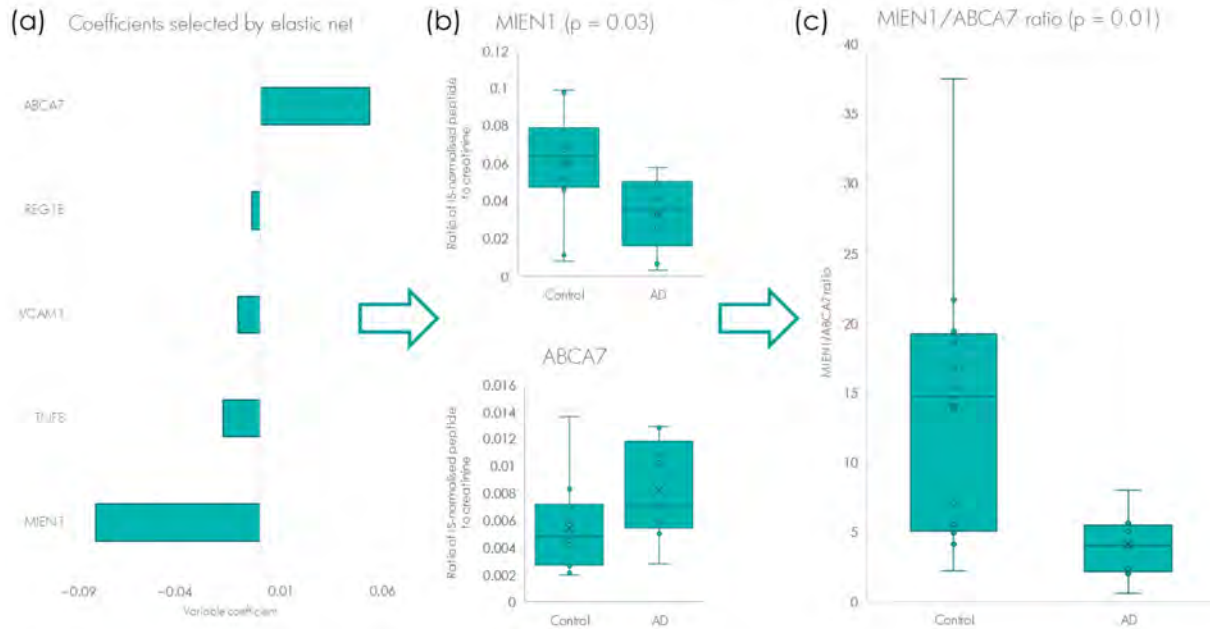 (a) Coefficients selected by elastic net
ABCA7
REG1B
VCAM1
TNFB
MIEN1
−0.09 −0.04 0.01 0.06
Variable coefficient
(b) MIEN1 (p = 0.03)
Ratio of IS-normalised peptide
to creatinine
0.12
0.1
0.08
0.06
0.04
0.02
0
Control AD
ABCA7
Ratio of IS-normalised peptide
to creatinine
0.016
0.014
0.012
0.01
0.008
0.006
0.004
0.002
0
Control AD
(c) MIEN1/ABCA7 ratio (p = 0.01)
MIEN1/ABCA7 ratio
40
35
30
25
20
15
10
5
0
Control AD